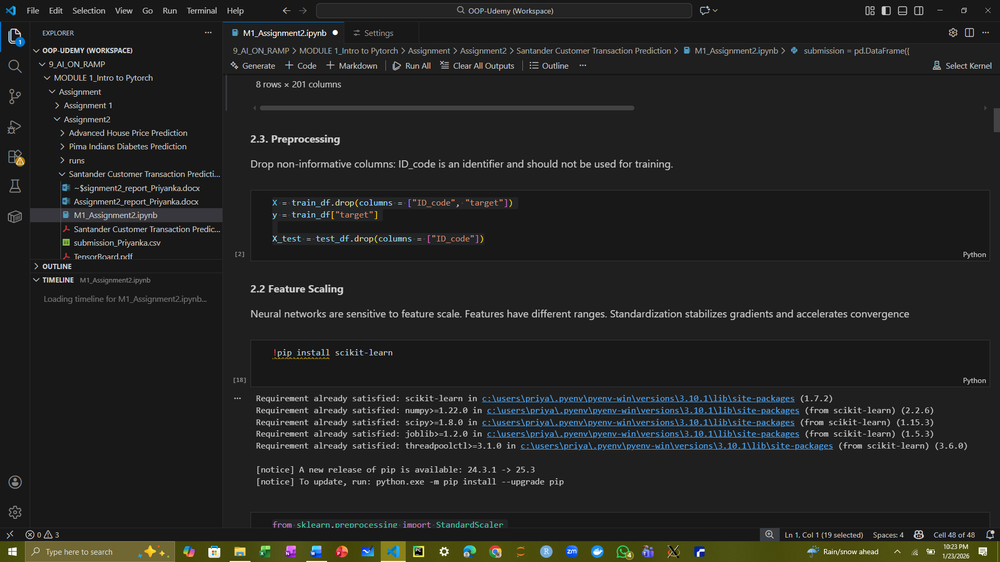 File Edit Selection View Go Run Terminal Help
OOP-Udemy (Workspace)
EXPLORER
1
OOP-UDEMY (WORKSPACE)
9_AI_ON_RAMP
MODULE 1_Intro to Pytorch
Assignment
Assignment 1
Assignment2
Advanced House Price Prediction
Pima Indians Diabetes Prediction
runs
Santander Customer Transaction Predicti...
~$signment2_report_Priyanka.docx
Assignment2_report_Priyanka.docx
M1_Assignment2.ipynb
Santander Customer Transaction Predic...
submission_Priyanka.csv
TensorBoard.pdf
OUTLINE
TIMELINE M1_Assignment2.ipynb
Loading timeline for M1_Assignment2.ipynb...
M1_Assignment2.ipynb Settings
9_AI_ON_RAMP > MODULE 1_Intro to Pytorch > Assignment > Assignment2 > Santander Customer Transaction Prediction > M1_Assignment2.ipynb > submission = pd.DataFrame({
Generate + Code + Markdown Run All Clear All Outputs Outline ... Select Kernel
8 rows × 201 columns
2.3. Preprocessing
Drop non-informative columns: ID_code is an identifier and should not be used for training.
X = train_df.drop(columns = ["ID_code", "target"])
y = train_df["target"]
X_test = test_df.drop(columns = ["ID_code"])
[2]
Python
2.2 Feature Scaling
Neural networks are sensitive to feature scale. Features have different ranges. Standardization stabilizes gradients and accelerates convergence
!pip install scikit-learn
[18]
Python
Requirement already satisfied: scikit-learn in c:\users\priya\.pyenv\pyenv-win\versions\3.10.1\lib\site-packages (1.7.2)
Requirement already satisfied: numpy>=1.22.0 in c:\users\priya\.pyenv\pyenv-win\versions\3.10.1\lib\site-packages (from scikit-learn) (2.2.6)
Requirement already satisfied: scipy>=1.8.0 in c:\users\priya\.pyenv\pyenv-win\versions\3.10.1\lib\site-packages (from scikit-learn) (1.15.3)
Requirement already satisfied: joblib>=1.2.0 in c:\users\priya\.pyenv\pyenv-win\versions\3.10.1\lib\site-packages (from scikit-learn) (1.5.3)
Requirement already satisfied: threadpoolctl>=3.1.0 in c:\users\priya\.pyenv\pyenv-win\versions\3.10.1\lib\site-packages (from scikit-learn) (3.6.0)
[notice] A new release of pip is available: 24.3.1 -> 25.3
[notice] To update, run: python.exe -m pip install --upgrade pip
from sklearn.preprocessing import StandardScaler
0 3
Ln 1, Col 1 (19 selected) Spaces: 4 Cell 48 of 48
Type here to search
PC
R
zm
4
Rain/snow ahead
10:23 PM
1/23/2026